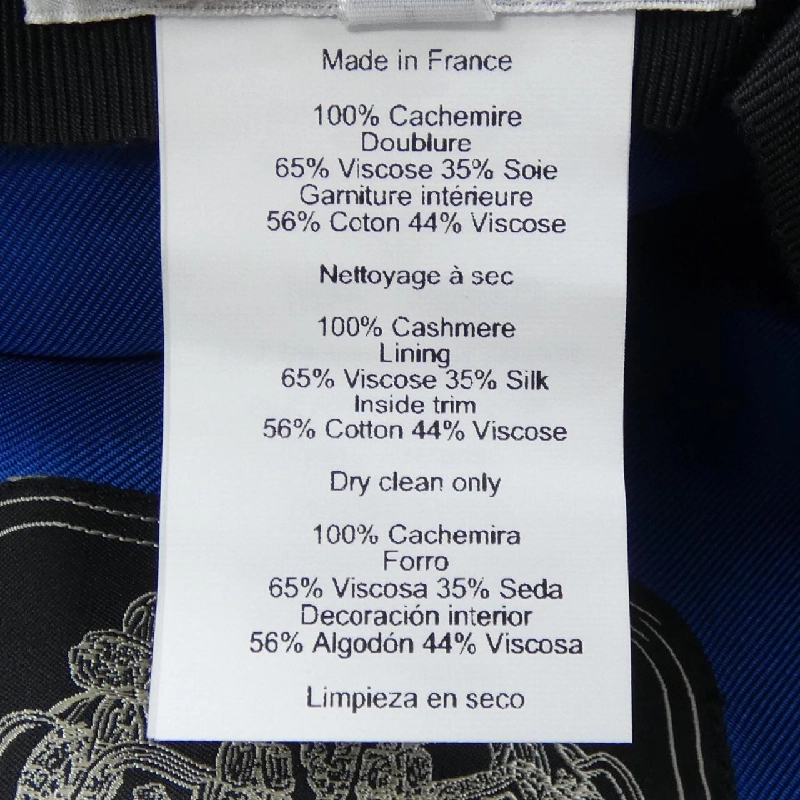 Made in France
100% Cachemire
Doublure
65% Viscose 35% Soie
Garniture intérieure
56% Coton 44% Viscose
Nettoyage à sec
100% Cashmere
Lining
65% Viscose 35% Silk
Inside trim
56% Cotton 44% Viscose
Dry clean only
100% Cachemira
Forro
65% Viscosa 35% Seda
Decoración interior
56% Algodón 44% Viscosa
Limpieza en seco